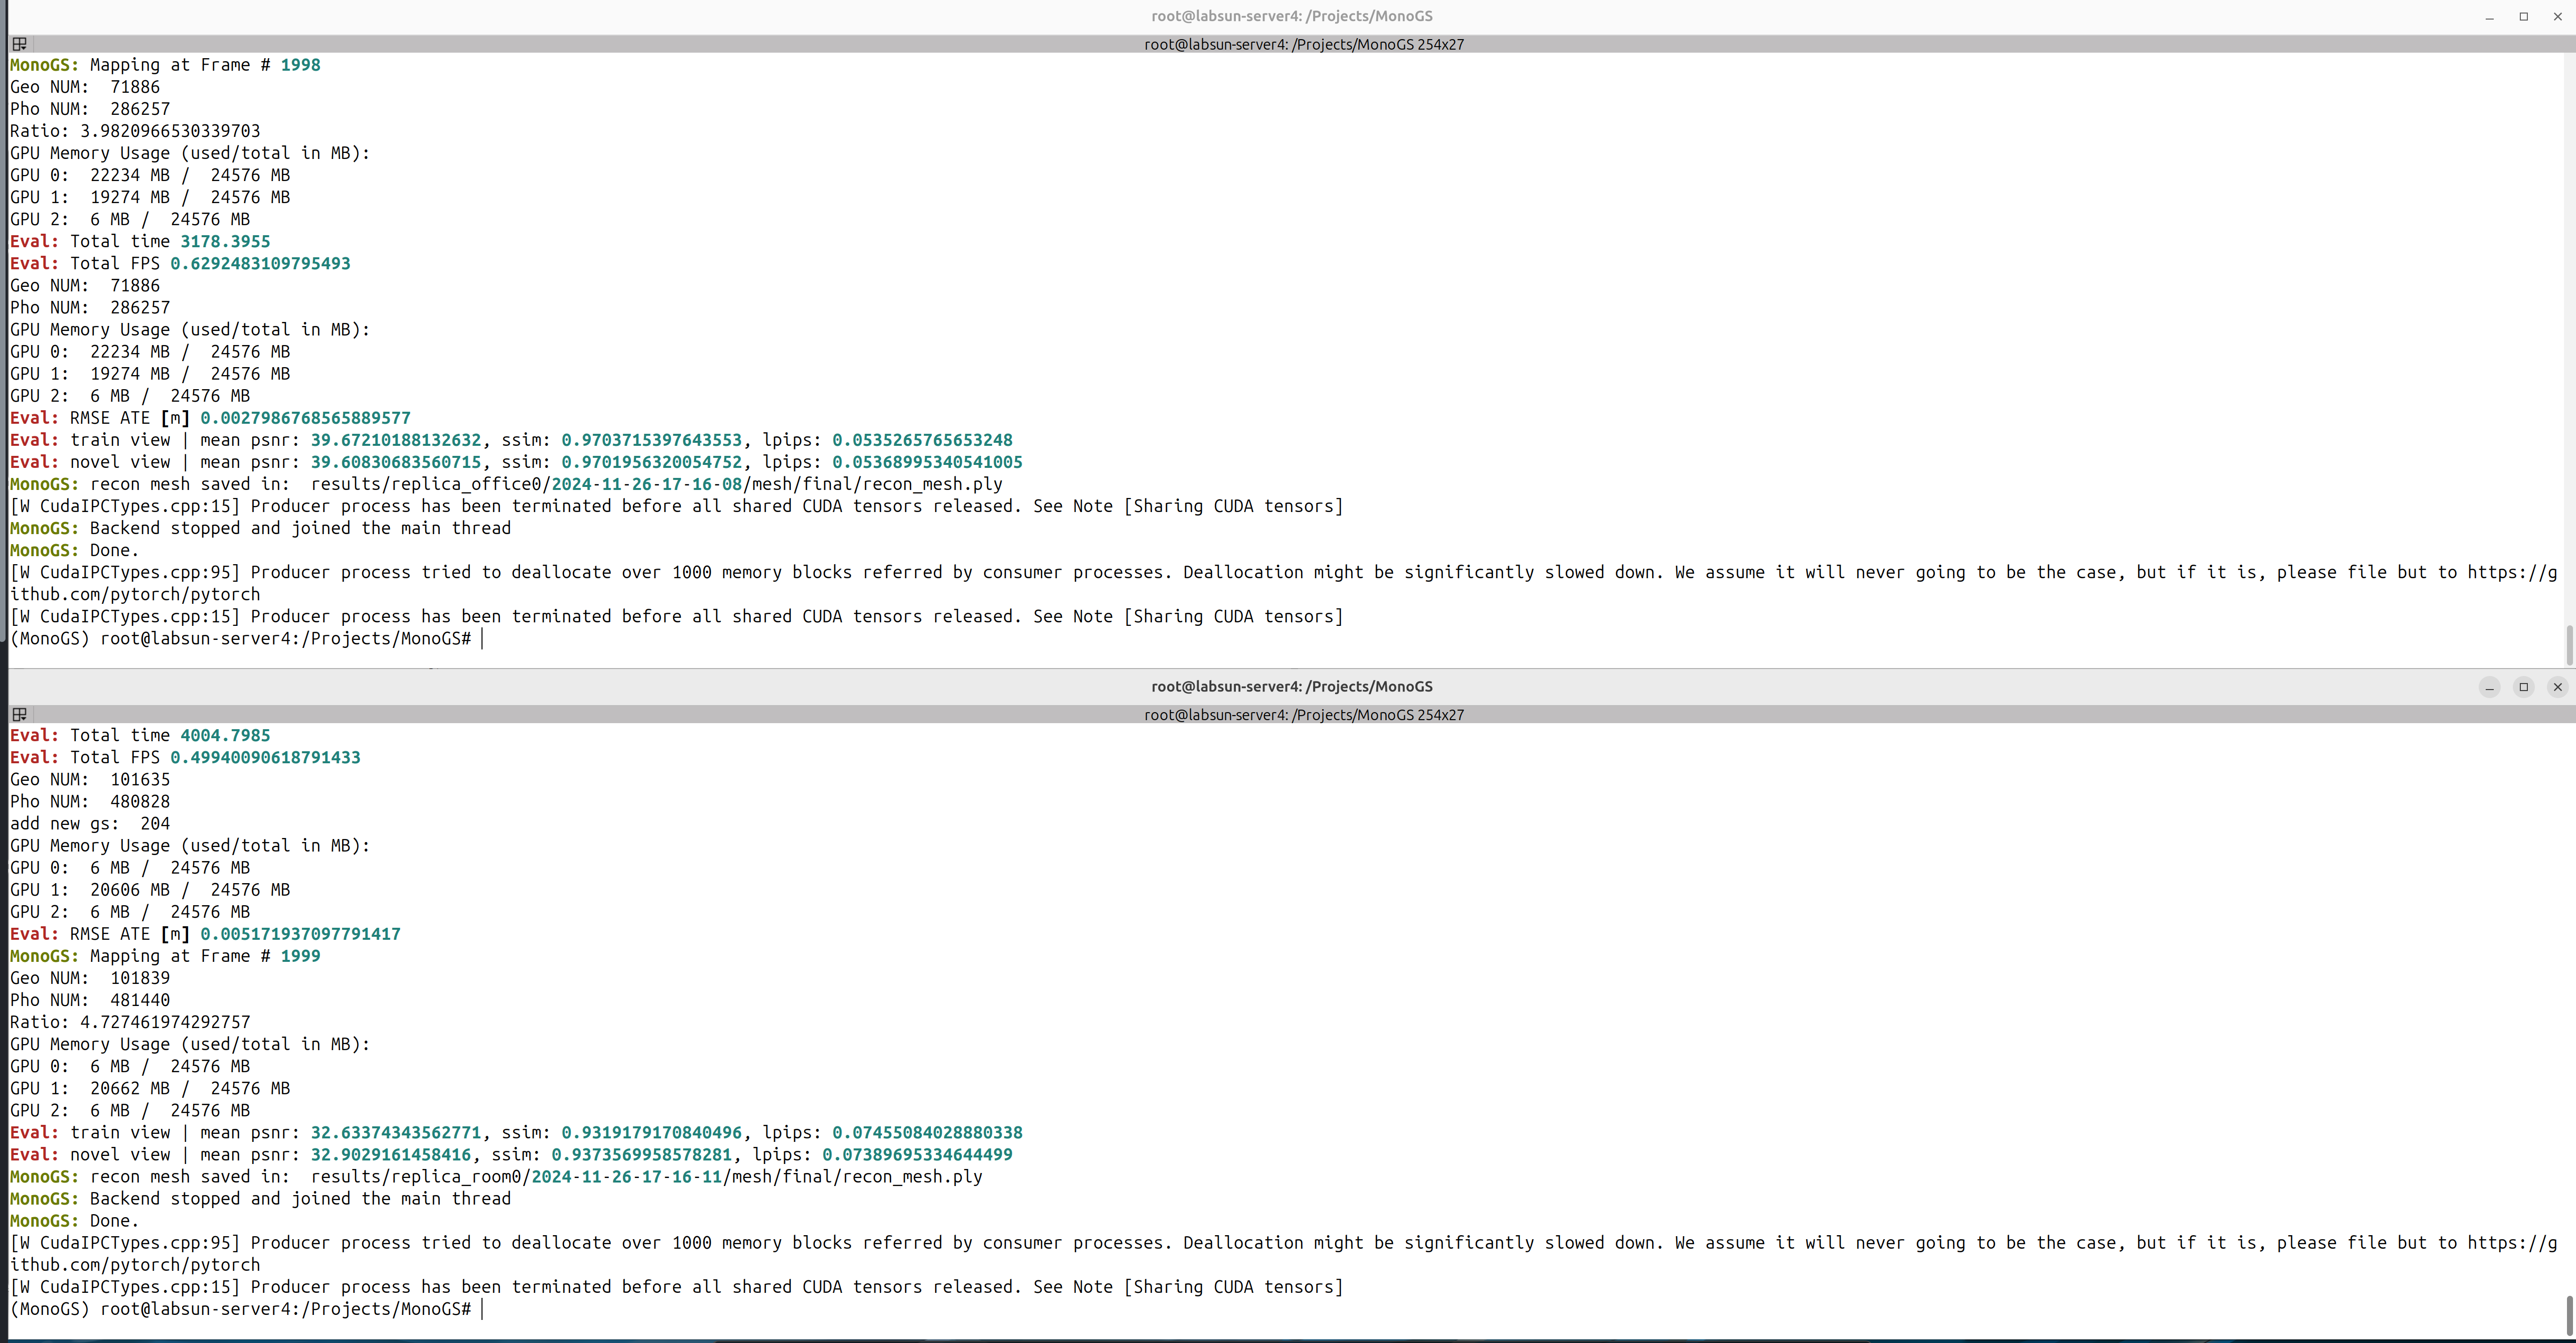 root@labsun-server4: /Projects/MonoGS
root@labsun-server4: /Projects/MonoGS 254x27
MonoGS: Mapping at Frame # 1998
Geo NUM:  71886
Pho NUM:  286257
Ratio: 3.9820966530339703
GPU Memory Usage (used/total in MB):
GPU 0:  22234 MB /  24576 MB
GPU 1:  19274 MB /  24576 MB
GPU 2:  6 MB /  24576 MB
Eval: Total time 3178.3955
Eval: Total FPS 0.6292483109795493
Geo NUM:  71886
Pho NUM:  286257
GPU Memory Usage (used/total in MB):
GPU 0:  22234 MB /  24576 MB
GPU 1:  19274 MB /  24576 MB
GPU 2:  6 MB /  24576 MB
Eval: RMSE ATE [m] 0.0027986768565889577
Eval: train view | mean psnr: 39.67210188132632, ssim: 0.9703715397643553, lpips: 0.0535265765653248
Eval: novel view | mean psnr: 39.60830683560715, ssim: 0.9701956320054752, lpips: 0.05368995340541005
MonoGS: recon mesh saved in:  results/replica_office0/2024-11-26-17-16-08/mesh/final/recon_mesh.ply
[W CudaIPCTypes.cpp:15] Producer process has been terminated before all shared CUDA tensors released. See Note [Sharing CUDA tensors]
MonoGS: Backend stopped and joined the main thread
MonoGS: Done.
[W CudaIPCTypes.cpp:95] Producer process tried to deallocate over 1000 memory blocks referred by consumer processes. Deallocation might be significantly slowed down. We assume it will never going to be the case, but if it is, please file but to https://g
ithub.com/pytorch/pytorch
[W CudaIPCTypes.cpp:15] Producer process has been terminated before all shared CUDA tensors released. See Note [Sharing CUDA tensors]
(MonoGS) root@labsun-server4:/Projects/MonoGS#
root@labsun-server4: /Projects/MonoGS
root@labsun-server4: /Projects/MonoGS 254x27
Eval: Total time 4004.7985
Eval: Total FPS 0.49940090618791433
Geo NUM:  101635
Pho NUM:  480828
add new gs:  204
GPU Memory Usage (used/total in MB):
GPU 0:  6 MB /  24576 MB
GPU 1:  20606 MB /  24576 MB
GPU 2:  6 MB /  24576 MB
Eval: RMSE ATE [m] 0.005171937097791417
MonoGS: Mapping at Frame # 1999
Geo NUM:  101839
Pho NUM:  481440
Ratio: 4.727461974292757
GPU Memory Usage (used/total in MB):
GPU 0:  6 MB /  24576 MB
GPU 1:  20662 MB /  24576 MB
GPU 2:  6 MB /  24576 MB
Eval: train view | mean psnr: 32.63374343562771, ssim: 0.9319179170840496, lpips: 0.07455084028880338
Eval: novel view | mean psnr: 32.9029161458416, ssim: 0.9373569958578281, lpips: 0.07389695334644499
MonoGS: recon mesh saved in:  results/replica_room0/2024-11-26-17-16-11/mesh/final/recon_mesh.ply
MonoGS: Backend stopped and joined the main thread
MonoGS: Done.
[W CudaIPCTypes.cpp:95] Producer process tried to deallocate over 1000 memory blocks referred by consumer processes. Deallocation might be significantly slowed down. We assume it will never going to be the case, but if it is, please file but to https://g
ithub.com/pytorch/pytorch
[W CudaIPCTypes.cpp:15] Producer process has been terminated before all shared CUDA tensors released. See Note [Sharing CUDA tensors]
(MonoGS) root@labsun-server4:/Projects/MonoGS#